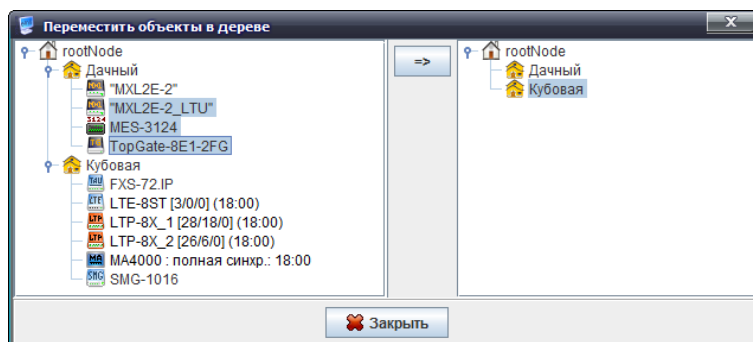 Переместить объекты в дереве
rootNode
Дачный
"MXL2E-2"
"MXL2E-2_LTU"
MES-3124
TopGate-8E1-2FG
Кубовая
FXS-72.IP
LTE-8ST [3/0/0] (18:00)
LTP-8X_1 [28/18/0] (18:00)
LTP-8X_2 [26/6/0] (18:00)
MA4000 : полная синхр.: 18:00
SMG-1016
=>
rootNode
Дачный
Кубовая
Закрыть